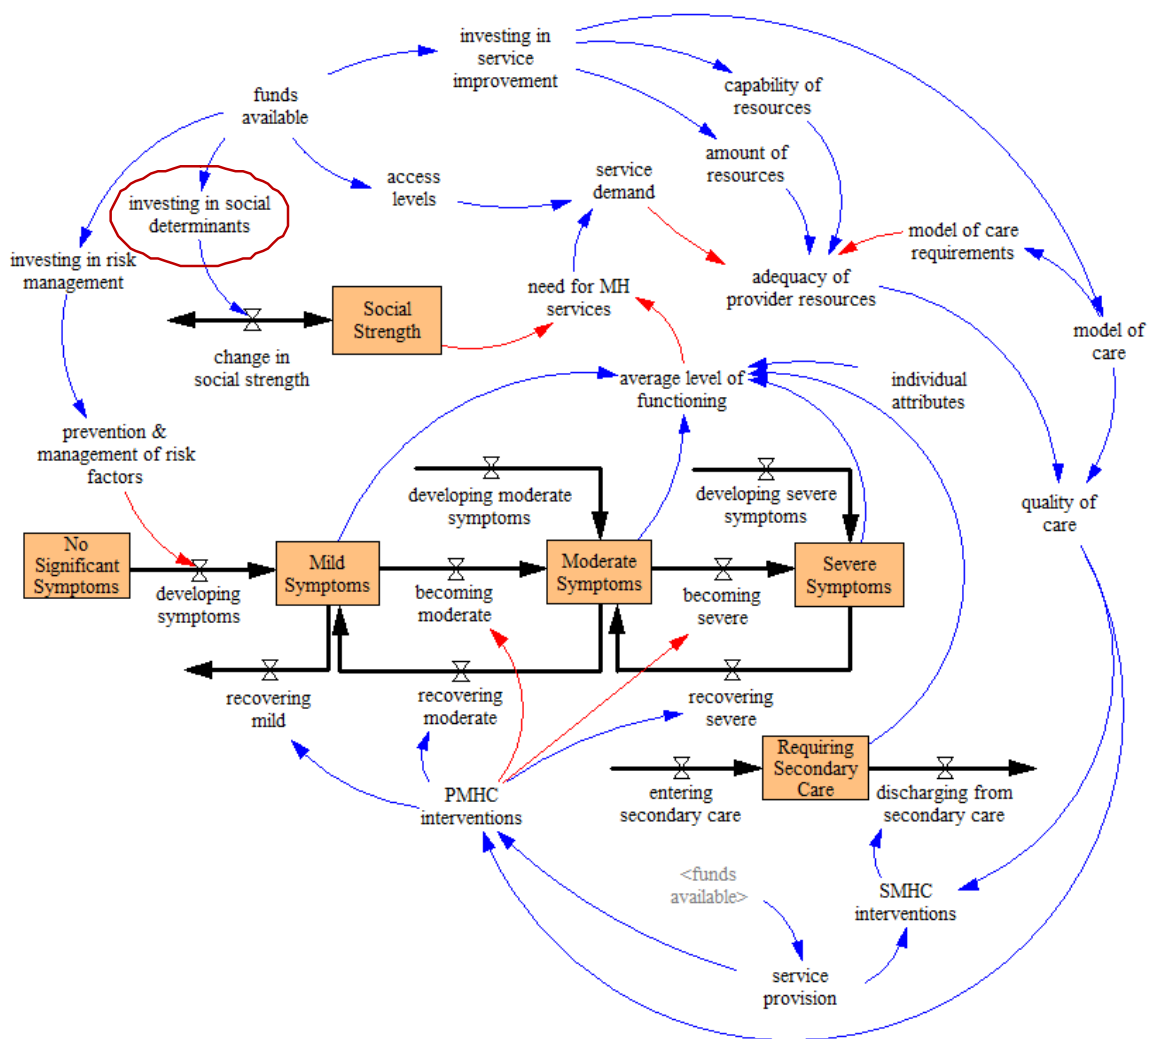 investing in
service
improvement
funds
available
capability of
resources
amount of
resources
service
demand
access
levels
investing in social
determinants
model of care
requirements
investing in risk
management
adequacy of
provider resources
need for MH
services
Social
Strength
change in
social strength
model of
care
average level of
functioning
individual
attributes
prevention &
management of risk
factors
developing moderate
symptoms
developing severe
symptoms
quality of
care
No
Significant
Symptoms
Mild
Symptoms
Moderate
Symptoms
Severe
Symptoms
developing
symptoms
becoming
moderate
becoming
severe
recovering
mild
recovering
moderate
recovering
severe
Requiring
Secondary
Care
PMHC
interventions
entering
secondary care
discharging from
secondary care
<funds
available>
SMHC
interventions
service
provision